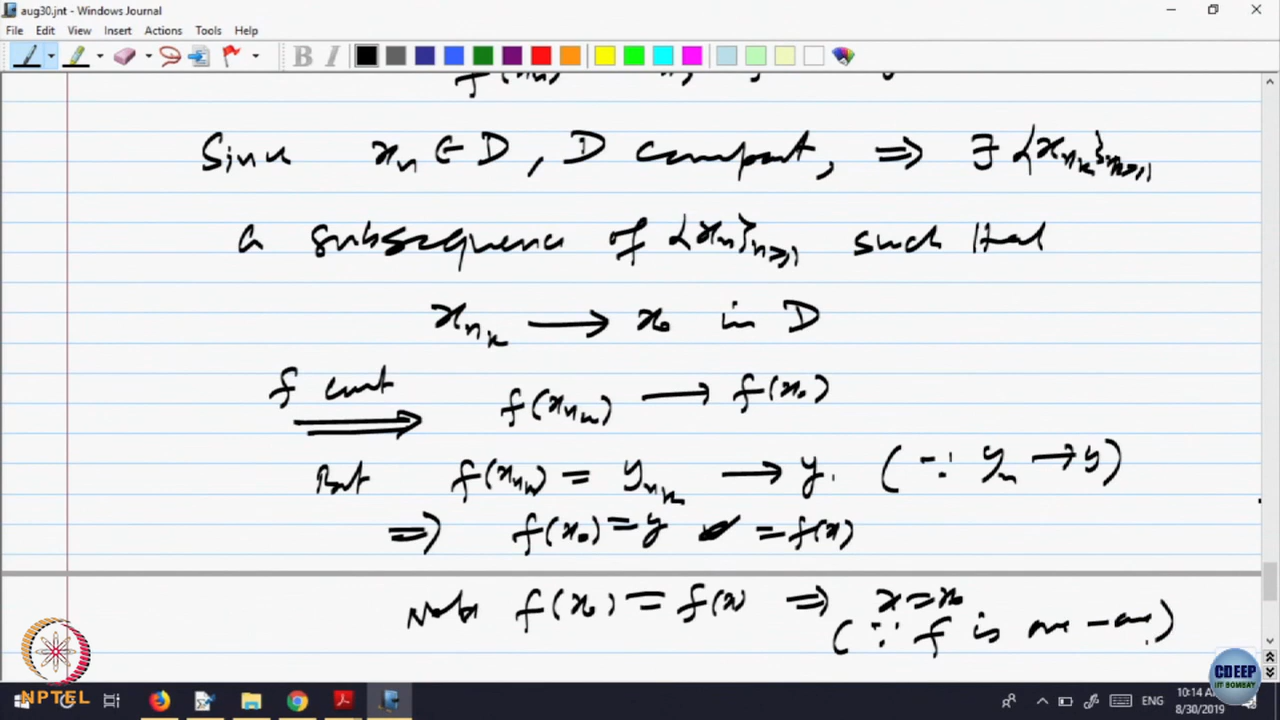 aug30.jnt - Windows Journal
File Edit View Insert Actions Tools Help
B I
Since xₙ ∈ D, D compact, ⇒ ∃ {xₙₖ}ₙ≥₁
a subsequence of {xₙ}ₙ≥₁ such that
xₙₖ ⟶ x₀ in D
f cont
⟹ f(xₙₖ) ⟶ f(x₀)
But f(xₙₖ) = yₙₖ ⟶ y. (∵ yₙ → y)
⇒ f(x₀) = y = f(x)
Note f(x₀) = f(x) ⇒ x = x₀
(∵ f is one-one)
NPTEL
CDEEP
IIT BOMBAY
ENG
10:14 A
8/30/2019